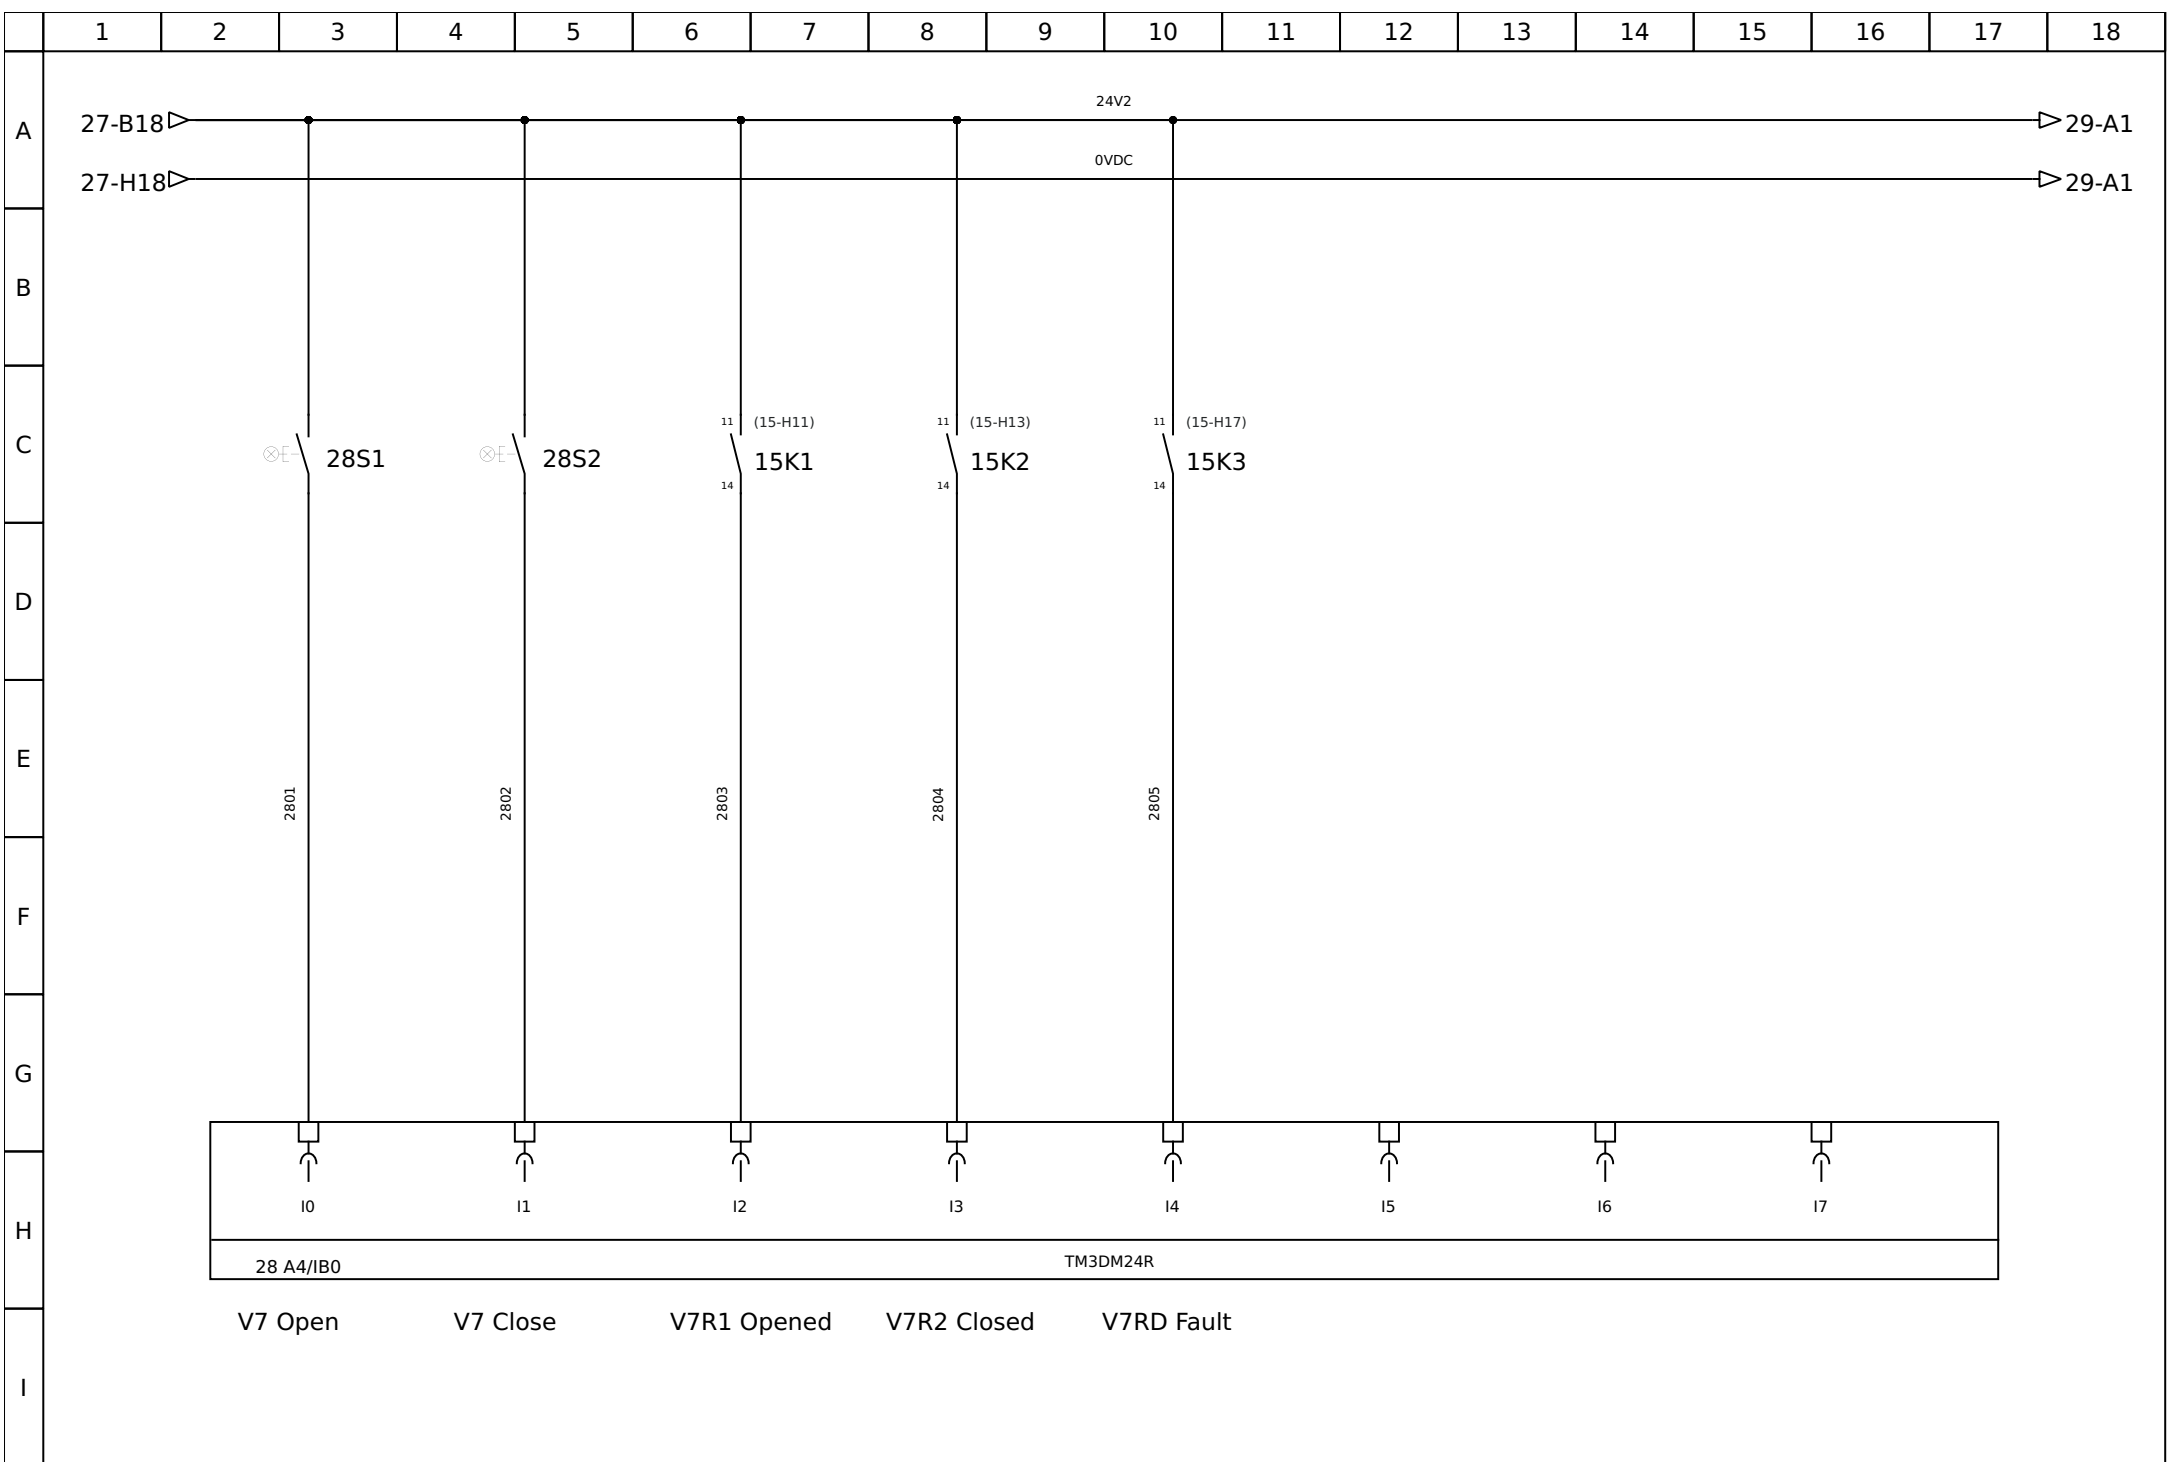 1 2 3 4 5 6 7 8 9 10 11 12 13 14 15 16 17 18
A
24V2
27-B18 29-A1
0VDC
27-H18 29-A1
B
C
11 (15-H11) 11 (15-H13) 11 (15-H17)
28S1 28S2 15K1 15K2 15K3
14 14 14
D
E
2801 2802 2803 2804 2805
F
G
H
I0 I1 I2 I3 I4 I5 I6 I7
28 A4/IB0 TM3DM24R
V7 Open V7 Close V7R1 Opened V7R2 Closed V7RD Fault
I